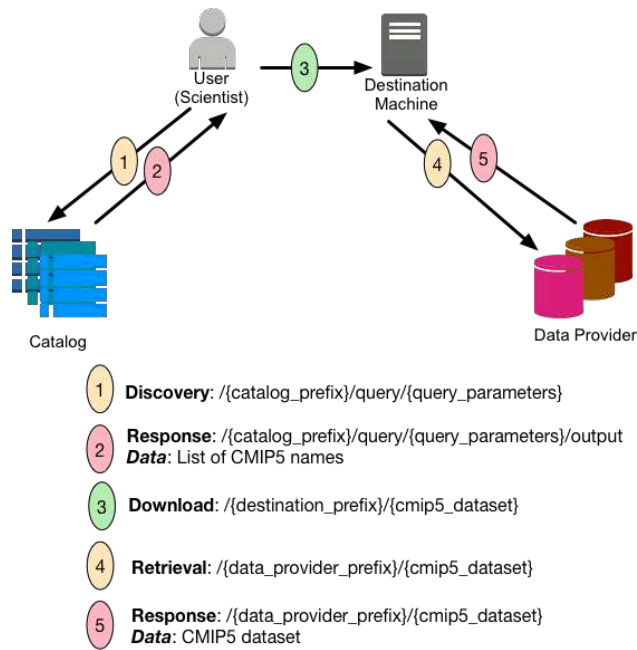 User
(Scientist)
3
Destination
Machine
1
2
4
5
Catalog
Data Provider
1 Discovery: /{catalog_prefix}/query/{query_parameters}
2 Response: /{catalog_prefix}/query/{query_parameters}/output
Data: List of CMIP5 names
3 Download: /{destination_prefix}/{cmip5_dataset}
4 Retrieval: /{data_provider_prefix}/{cmip5_dataset}
5 Response: /{data_provider_prefix}/{cmip5_dataset}
Data: CMIP5 dataset